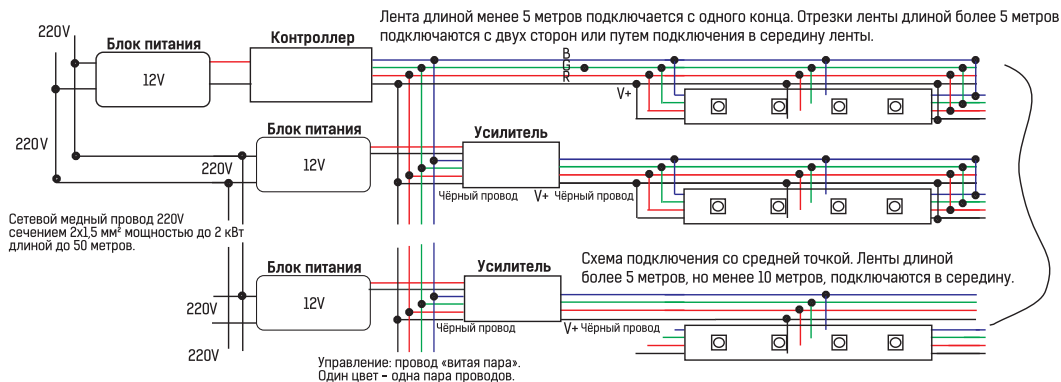 Лента длиной менее 5 метров подключается с одного конца. Отрезки ленты длиной более 5 метров
подключаются с двух сторон или путем подключения в середину ленты.
220V
Блок питания
Контроллер
12V
B
G
R
V+
220V
Блок питания
Усилитель
220V
12V
Чёрный провод
V+
Чёрный провод
Сетевой медный провод 220V
сечением 2х1,5 мм² мощностью до 2 кВт
длиной до 50 метров.
Схема подключения со средней точкой. Ленты длиной
более 5 метров, но менее 10 метров, подключаются в середину.
Блок питания
Усилитель
220V
12V
Чёрный провод
V+
Чёрный провод
220V
Управление: провод «витая пара».
Один цвет – одна пара проводов.